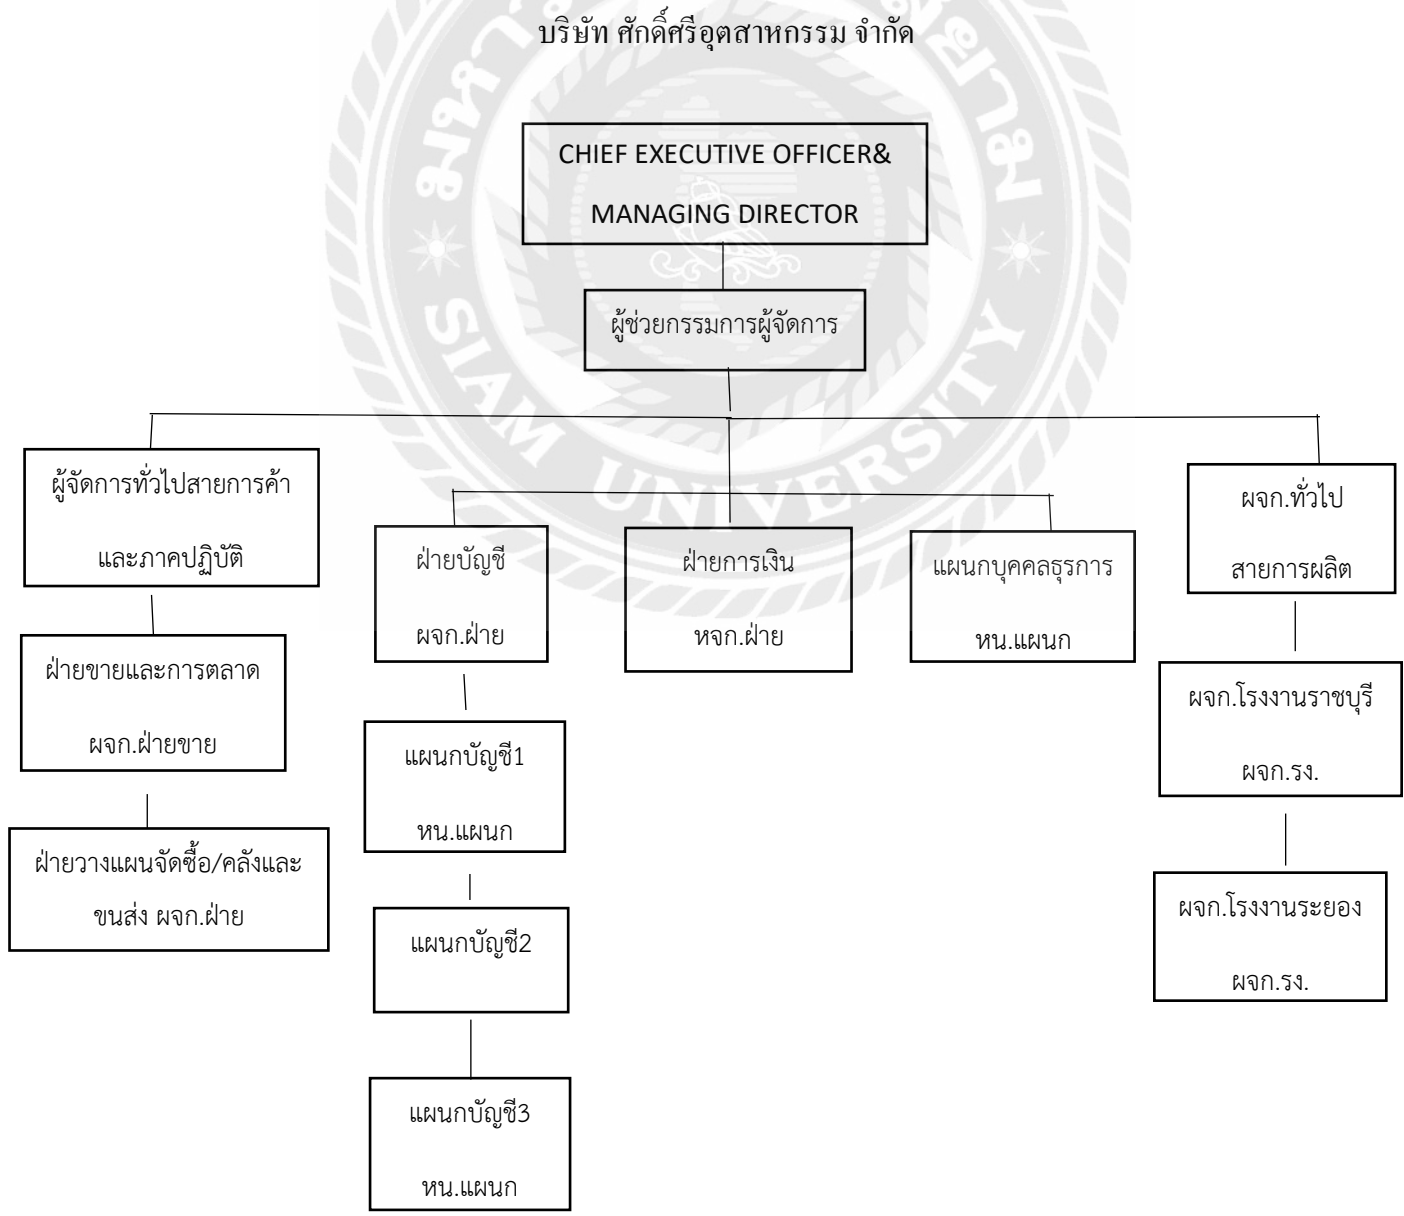 บริษัท ศักดิ์ศรีอุตสาหกรรม จำกัด
CHIEF EXECUTIVE OFFICER&
MANAGING DIRECTOR
ผู้ช่วยกรรมการผู้จัดการ
ผู้จัดการทั่วไปสายการค้า
และภาคปฏิบัติ
ฝ่ายขายและการตลาด
ผจก.ฝ่ายขาย
ฝ่ายวางแผนจัดซื้อ/คลังและ
ขนส่ง ผจก.ฝ่าย
ฝ่ายบัญชี
ผจก.ฝ่าย
แผนกบัญชี1
หน.แผนก
แผนกบัญชี2
แผนกบัญชี3
หน.แผนก
ฝ่ายการเงิน
หจก.ฝ่าย
แผนกบุคคลธุรการ
หน.แผนก
ผจก.ทั่วไป
สายการผลิต
ผจก.โรงงานราชบุรี
ผจก.รง.
ผจก.โรงงานระยอง
ผจก.รง.
SIAM UNIVERSITY